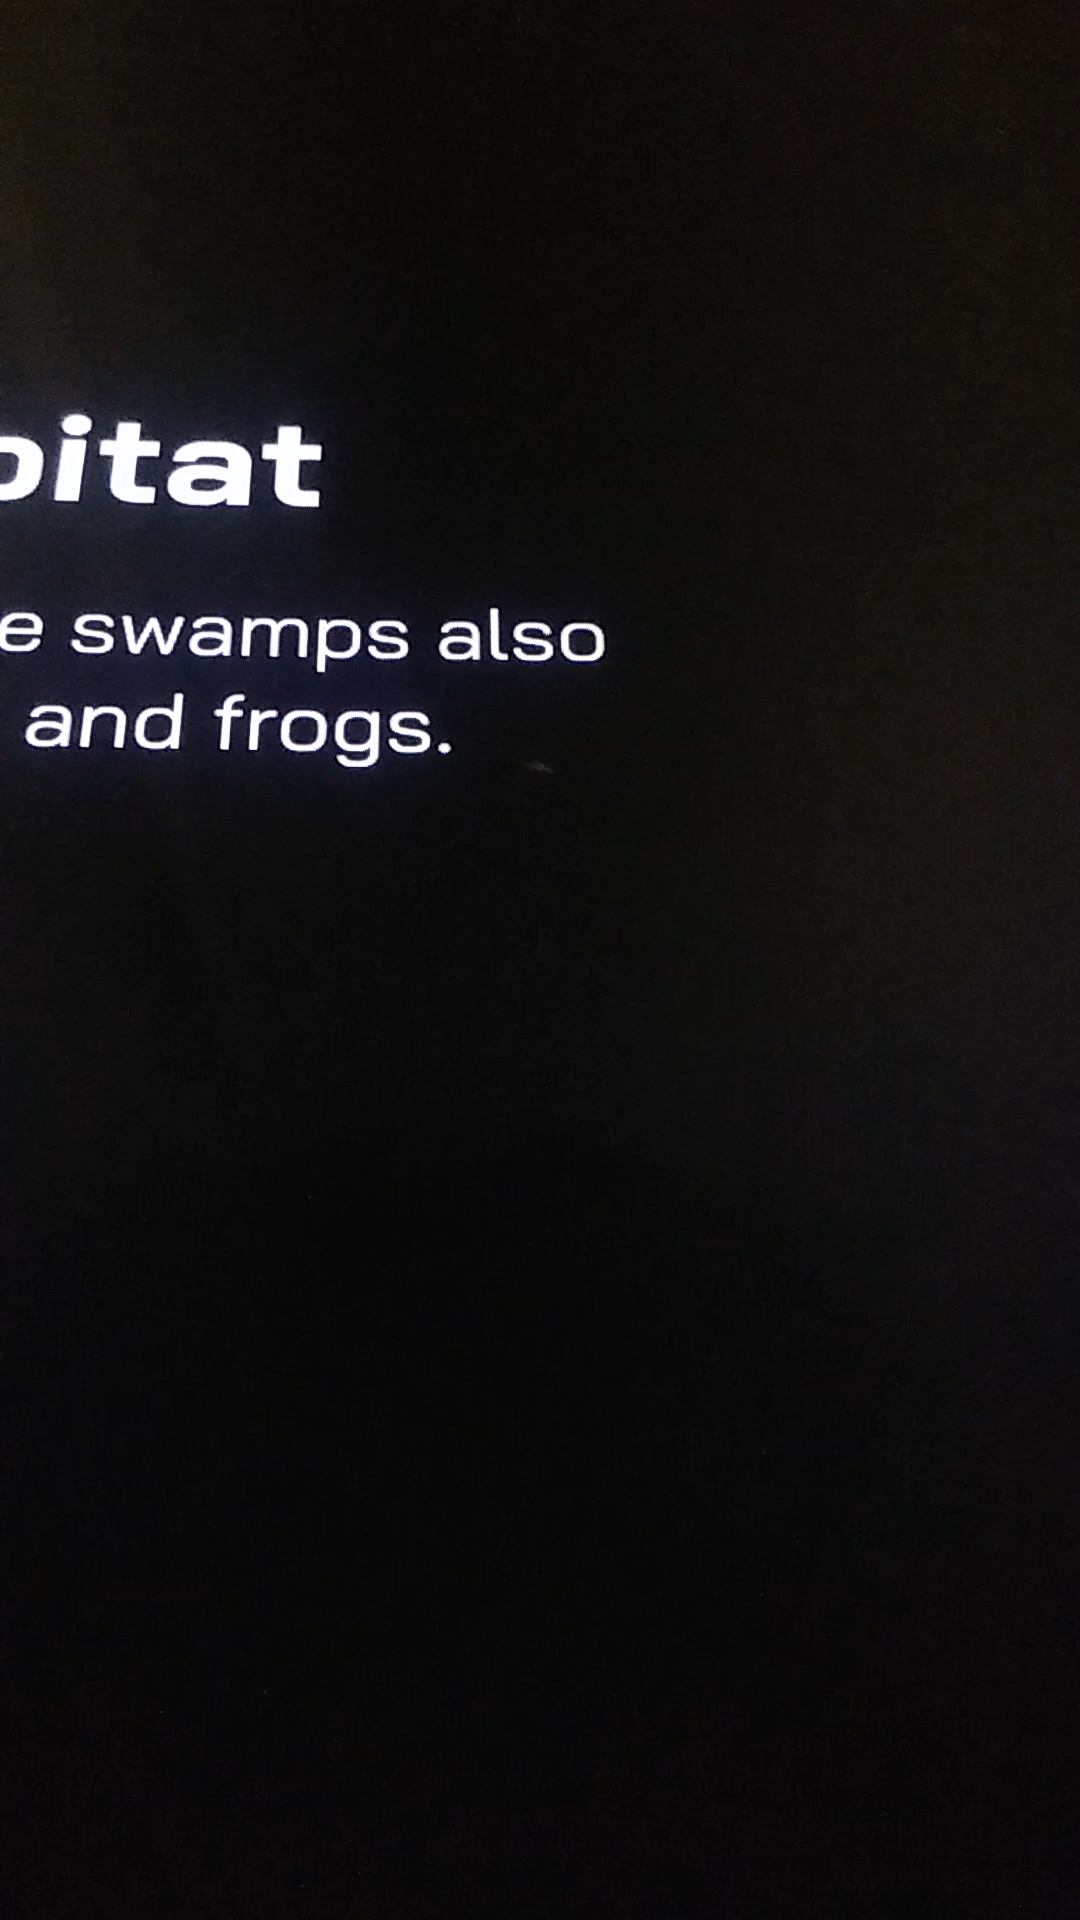 bitat
e swamps also
and frogs.